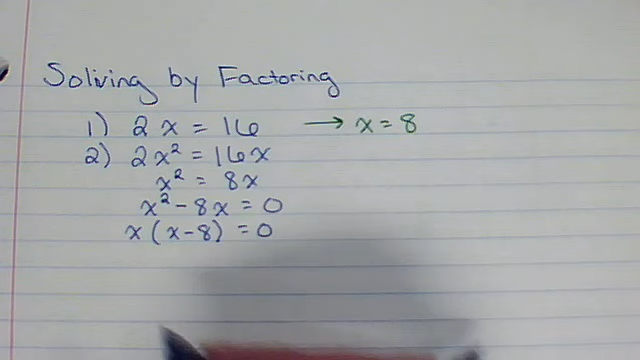 Solving by Factoring
1) 2x = 16 → x = 8
2) 2x² = 16x
x² = 8x
x² - 8x = 0
x(x-8) = 0